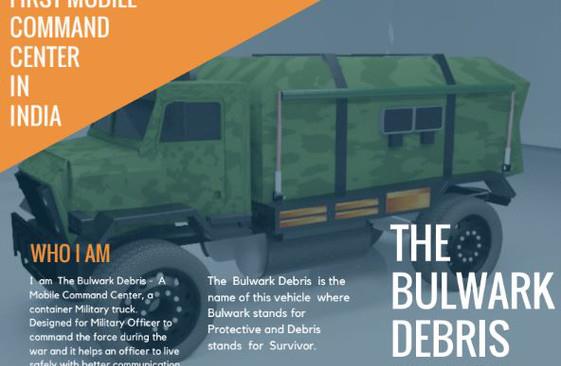 FIRST MOBILE
COMMAND
CENTER
IN
INDIA
WHO I AM
I am The Bulwark Debris - A
Mobile Command Center, a
container Military truck.
Designed for Military Officer to
command the force during the
war and it helps an officer to live
safely with better communication
The Bulwark Debris is the
name of this vehicle where
Bulwark stands for
Protective and Debris
stands for Survivor.
THE
BULWARK
DEBRIS